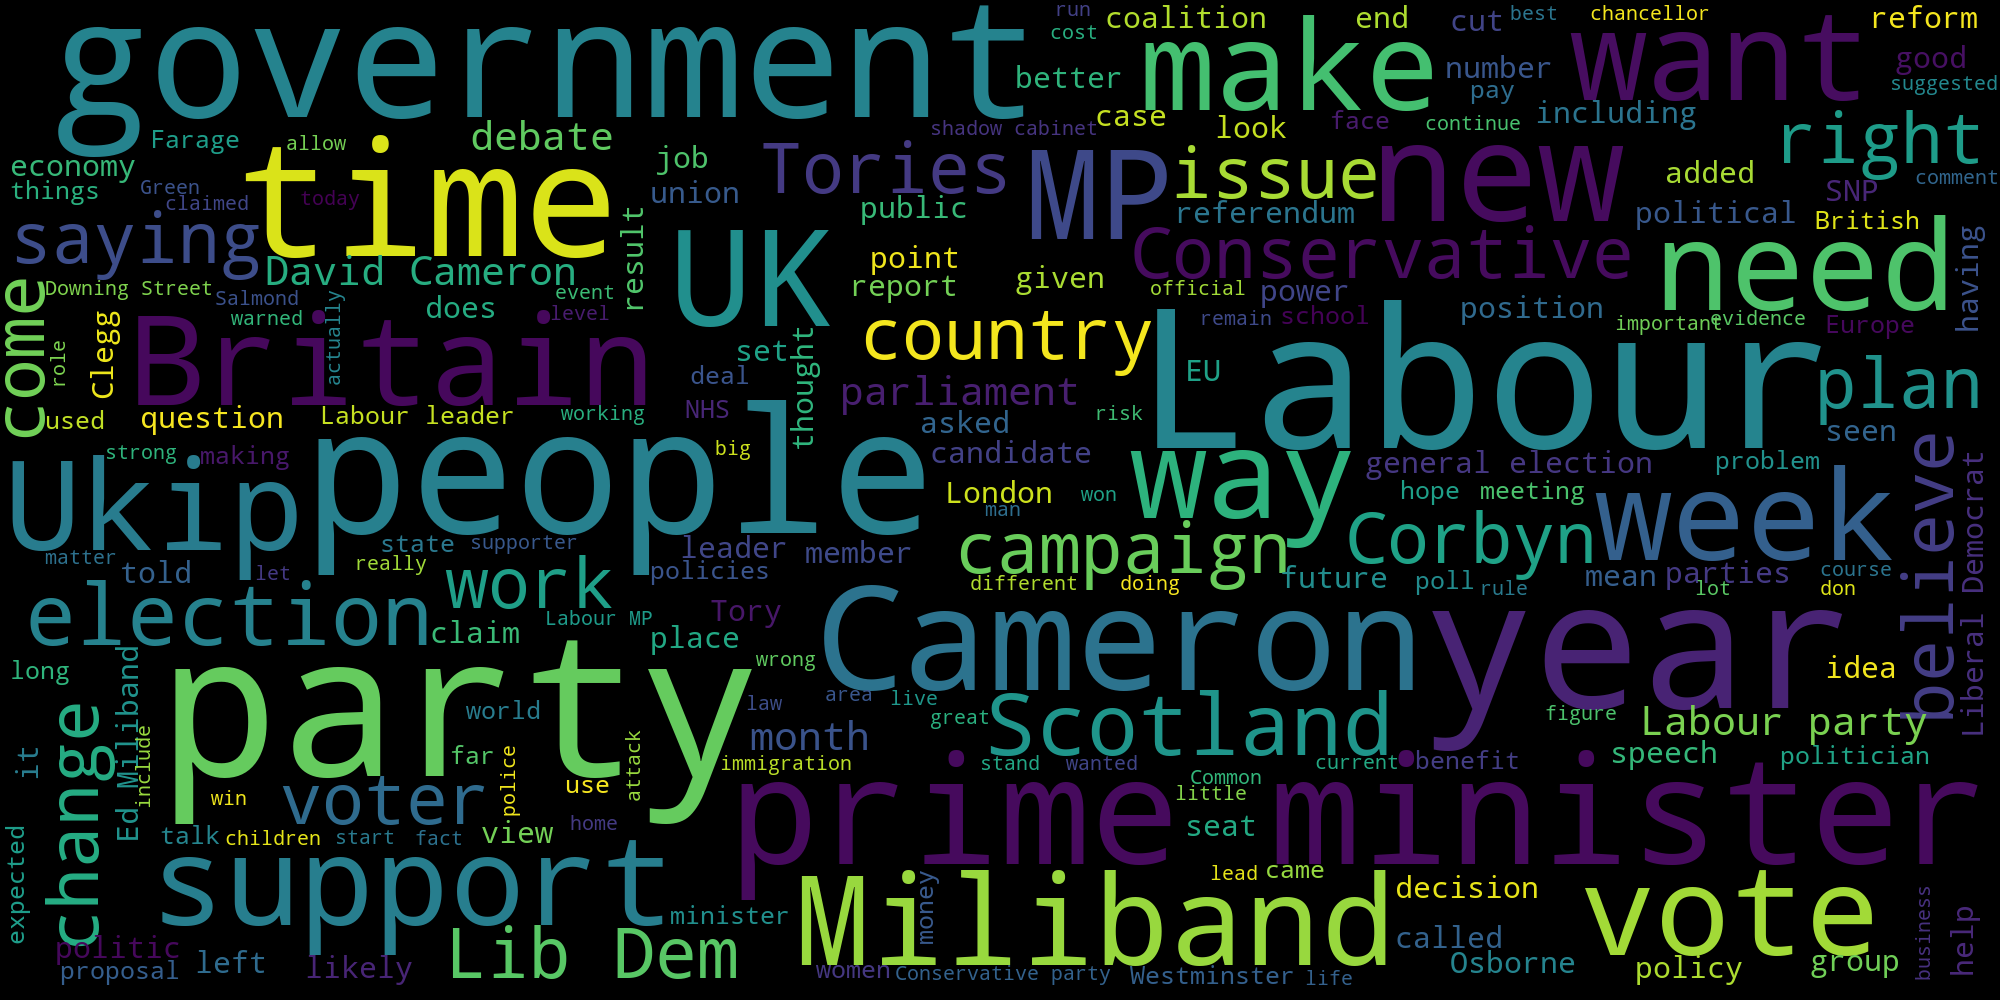 government
run
cost
coalition
end
cut
best
chancellor
reform
make
want
better
number
pay
good
suggested
Farage
allow
debate
time
economy
things
Green
claimed
today
job
union
shadow cabinet
case
look
face
continue
including
right
Tories
MP
issue
new
added
SNP
comment
public
referendum
political
British
saying
David Cameron
result
UK
point
report
given
Conservative
official
power
position
need
having
come
Downing Street
Salmond
warned
actually
event
level
does
Clegg
role
Britain
set
thought
country
remain
school
important
evidence
Europe
deal
NHS
parliament
EU
Labour
plan
used
question
Labour leader
working
people
asked
risk
seen
strong
making
big
candidate
way
general election
problem
believe
Liberal Democrat
Ukip
London
won
man
hope
meeting
week
matter
told
state
supporter
really
let
leader
member
policies
campaign
Corbyn
different
doing
future
poll
rule
mean
parties
lot
course
don
election
work
Labour MP
claim
place
Tory
Cameron
year
long
Ed Miliband
party
wrong
idea
change
it
include
world
far
law
area
live
great
month
Scotland
figure
Labour party
voter
win
police
use
attack
immigration
stand
wanted
Common
current
benefit
speech
politician
prime minister
little
seat
talk
children
start
fact
view
home
expected
support
minister
Miliband
money
lead
came
decision
vote
business
help
politic
proposal
left
likely
Lib Dem
women
Conservative party
Westminster
life
called
Osborne
policy
group